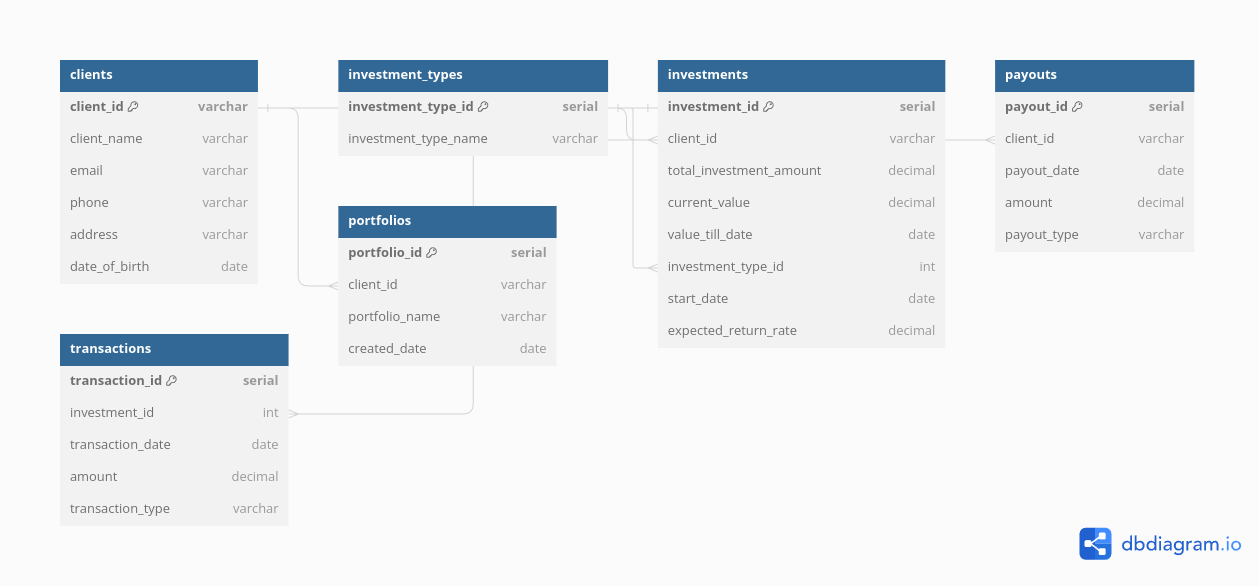 clients
client_id varchar
client_name varchar
email varchar
phone varchar
address varchar
date_of_birth date
investment_types
investment_type_id serial
investment_type_name varchar
portfolios
portfolio_id serial
client_id varchar
portfolio_name varchar
created_date date
investments
investment_id serial
client_id varchar
total_investment_amount decimal
current_value decimal
value_till_date date
investment_type_id int
start_date date
expected_return_rate decimal
payouts
payout_id serial
client_id varchar
payout_date date
amount decimal
payout_type varchar
transactions
transaction_id serial
investment_id int
transaction_date date
amount decimal
transaction_type varchar
dbdiagram.io